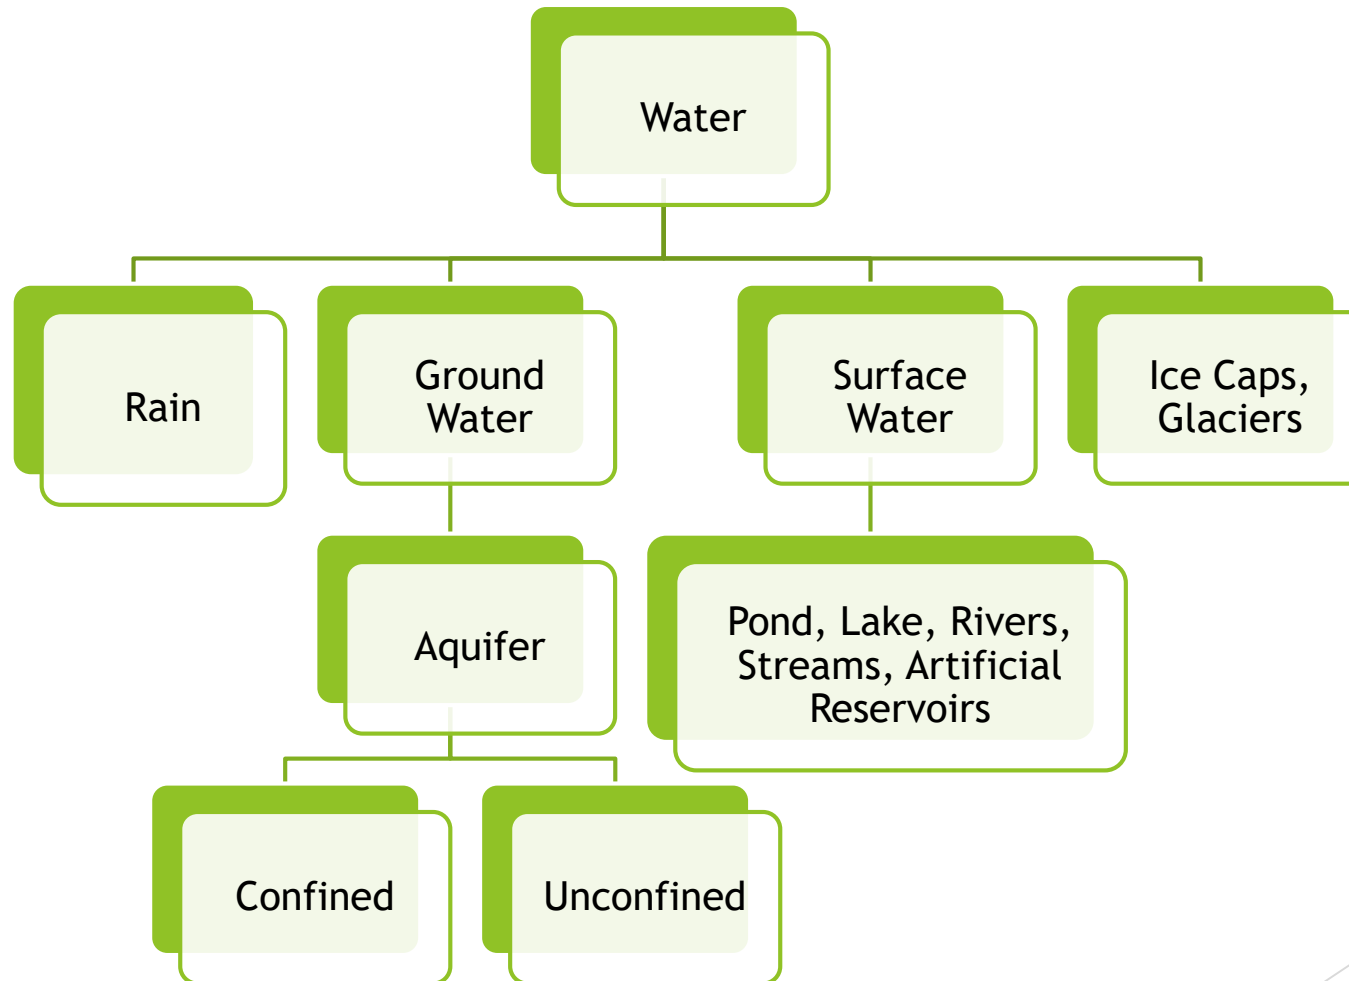 Water
Rain
Ground
Water
Surface
Water
Ice Caps,
Glaciers
Aquifer
Pond, Lake, Rivers,
Streams, Artificial
Reservoirs
Confined
Unconfined